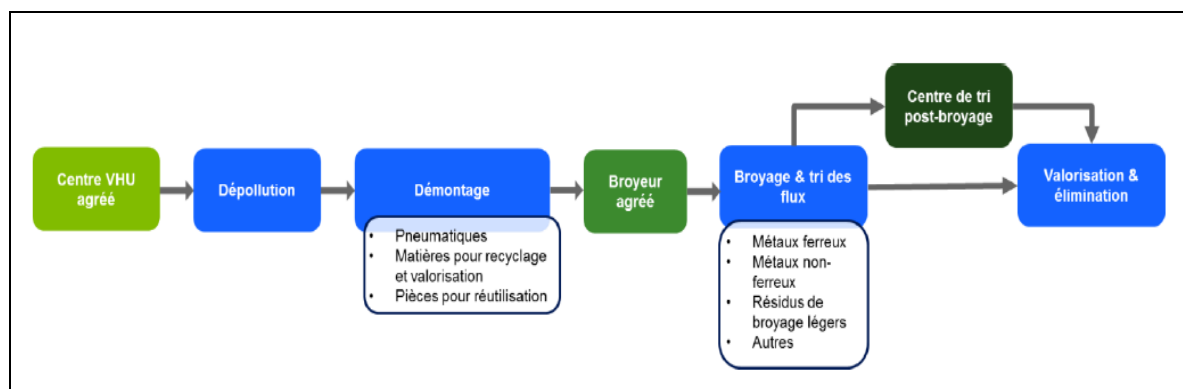 Centre de tri
post-broyage
Centre VHU
agréé
Dépollution
Démontage
Broyeur
agréé
Broyage & tri des
flux
Valorisation &
élimination
• Pneumatiques
• Matières pour recyclage
et valorisation
• Pièces pour réutilisation
• Métaux ferreux
• Métaux non-
ferreux
• Résidus de
broyage légers
• Autres